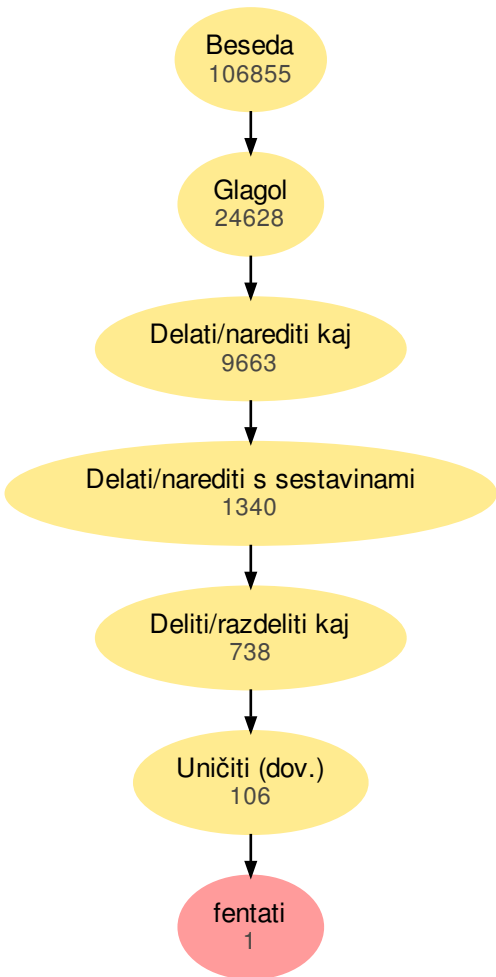 Beseda
106855
Glagol
24628
Delati/narediti kaj
9663
Delati/narediti s sestavinami
1340
Deliti/razdeliti kaj
738
Uničiti (dov.)
106
fentati
1